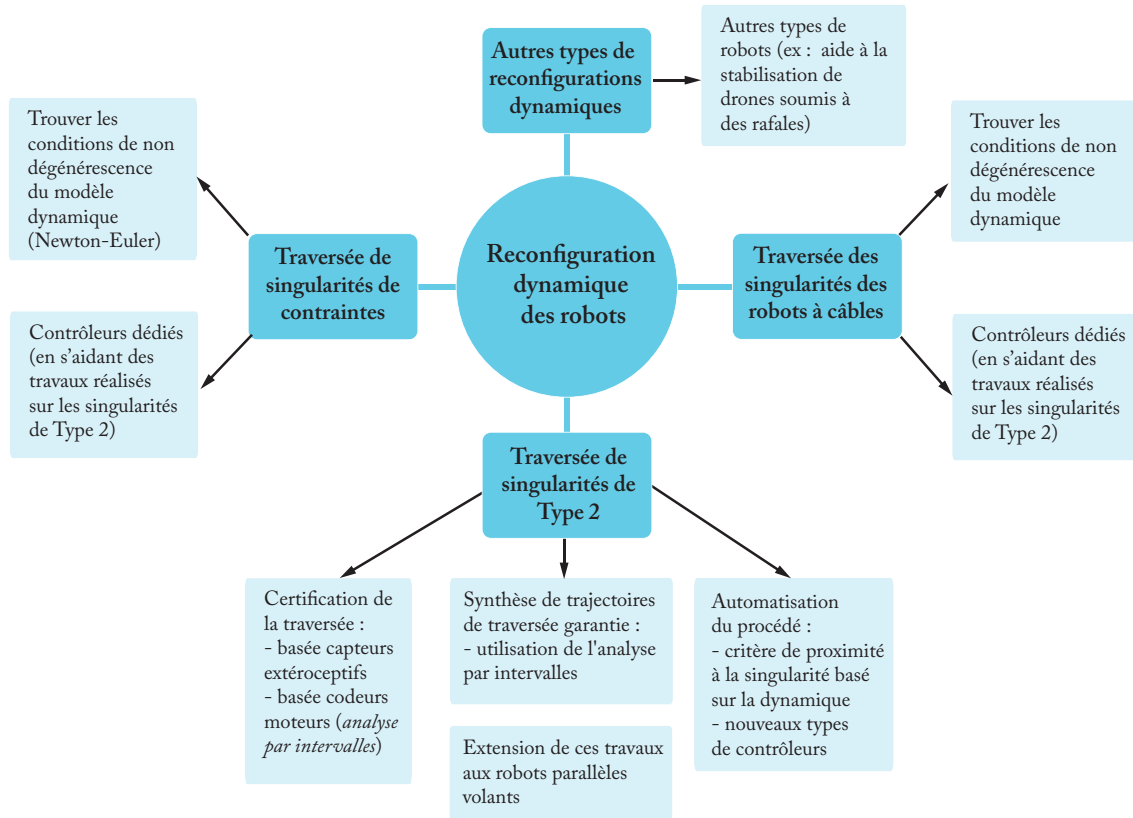 Autres types de
reconfigurations
dynamiques
Autres types de
robots (ex : aide à la
stabilisation de
drones soumis à
des rafales)
Trouver les
conditions de non
dégénérescence
du modèle
dynamique
(Newton-Euler)
Trouver les
conditions de non
dégénérescence
du modèle
dynamique
Traversée de
singularités de
contraintes
Reconfiguration
dynamique
des robots
Traversée des
singularités des
robots à câbles
Contrôleurs dédiés
(en s'aidant des
travaux réalisés
sur les singularités
de Type 2)
Contrôleurs dédiés
(en s'aidant des
travaux réalisés
sur les singularités
de Type 2)
Traversée de
singularités de
Type 2
Certification de
la traversée :
- basée capteurs
extéroceptifs
- basée codeurs
moteurs (analyse
par intervalles)
Synthèse de trajectoires
de traversée garantie :
- utilisation de l'analyse
par intervalles
Automatisation
du procédé :
- critère de proximité
à la singularité basé
sur la dynamique
- nouveaux types
de contrôleurs
Extension de ces travaux
aux robots parallèles
volants